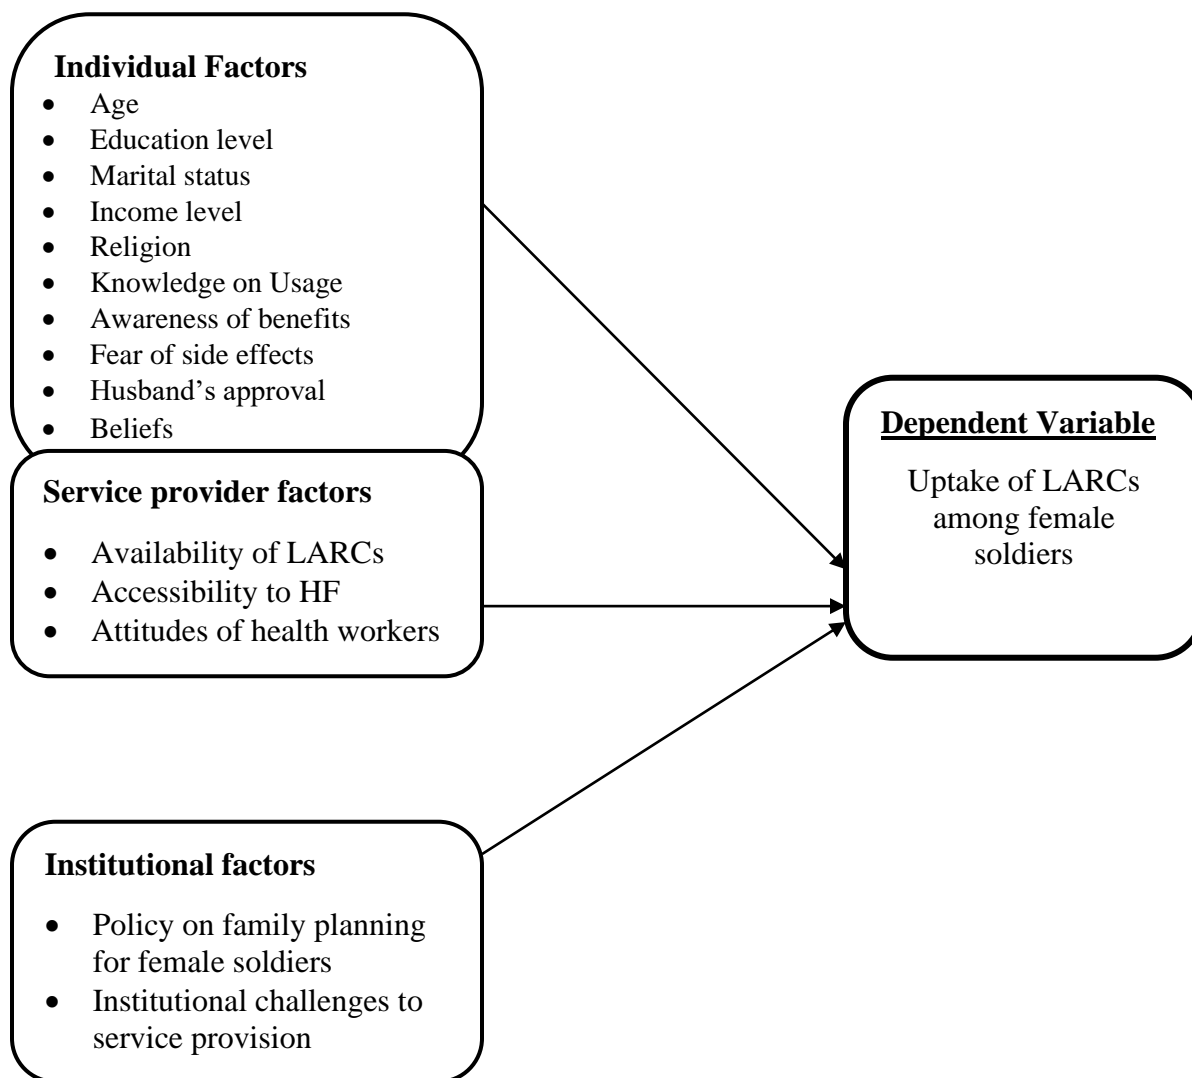 Individual Factors
• Age
• Education level
• Marital status
• Income level
• Religion
• Knowledge on Usage
• Awareness of benefits
• Fear of side effects
• Husband’s approval
• Beliefs
Service provider factors
• Availability of LARCs
• Accessibility to HF
• Attitudes of health workers
Institutional factors
• Policy on family planning
for female soldiers
• Institutional challenges to
service provision
Dependent Variable
Uptake of LARCs
among female
soldiers